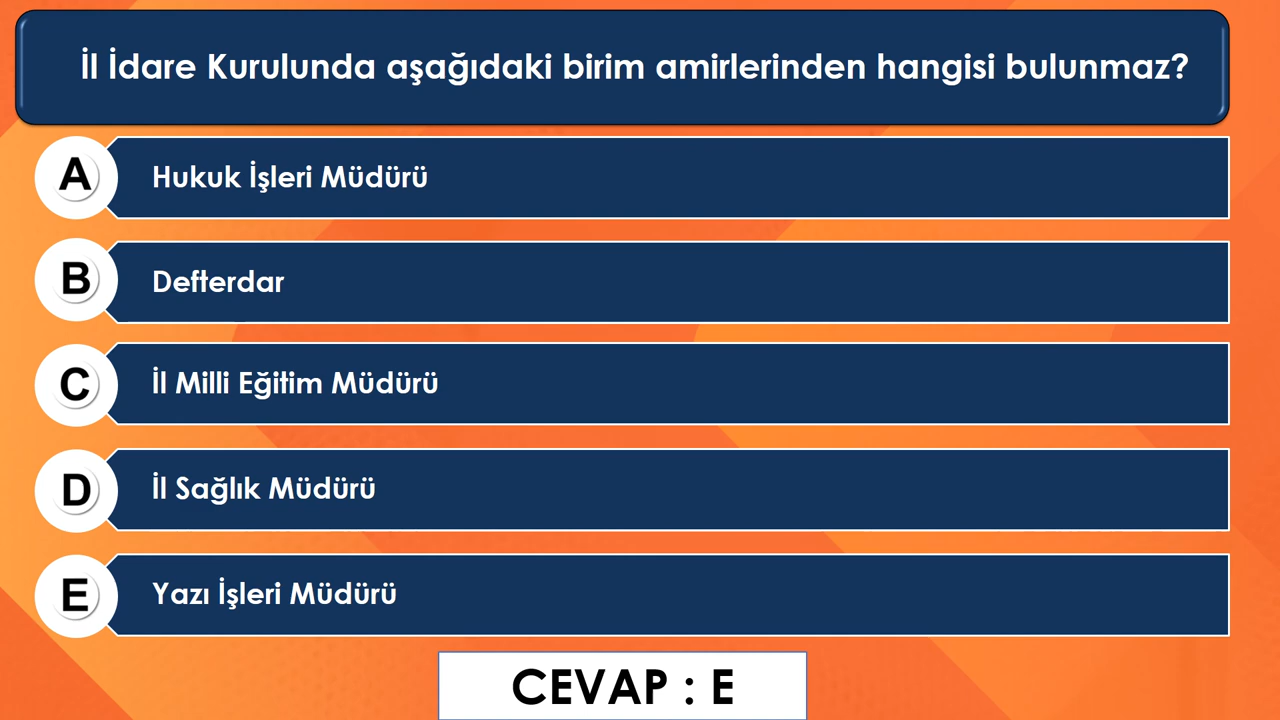 İl İdare Kurulunda aşağıdaki birim amirlerinden hangisi bulunmaz?
A Hukuk İşleri Müdürü
B Defterdar
C İl Milli Eğitim Müdürü
D İl Sağlık Müdürü
E Yazı İşleri Müdürü
CEVAP : E